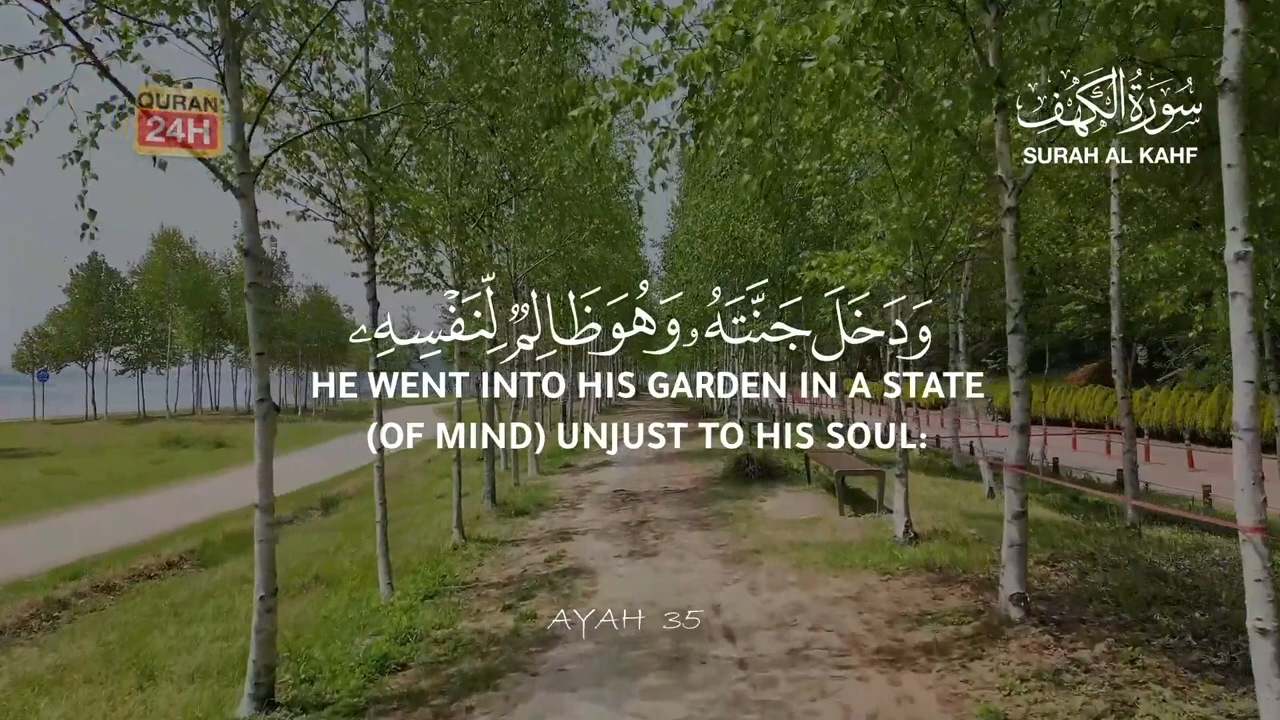 QURAN
24H
سُورَةُ الْكَهْفِ
SURAH AL KAHF
وَدَخَلَ جَنَّتَهُۥ وَهُوَ ظَالِمٌ لِّنَفْسِهِۦ
HE WENT INTO HIS GARDEN IN A STATE
(OF MIND) UNJUST TO HIS SOUL:
AYAH 35